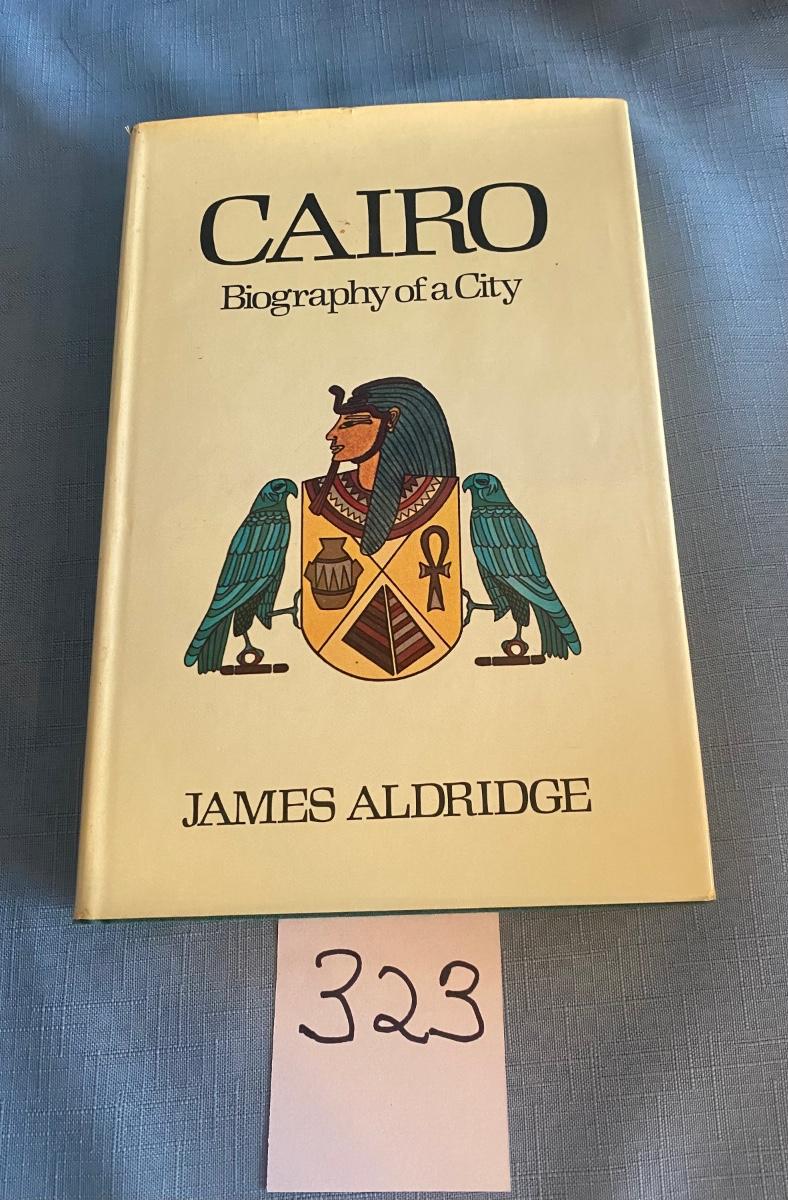 CAIRO
Biography of a City
JAMES ALDRIDGE
323